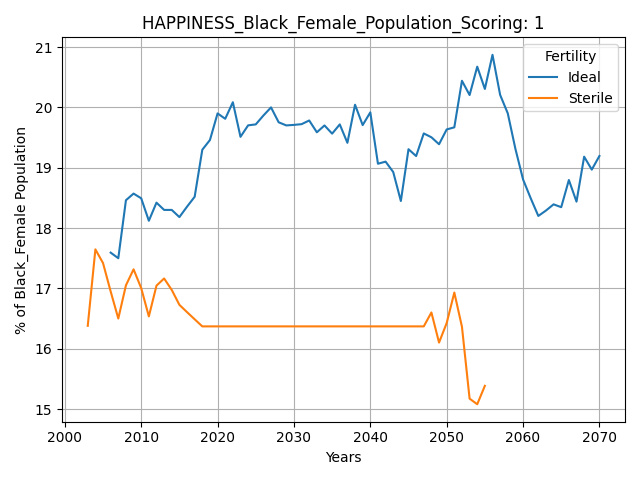 HAPPINESS_Black_Female_Population_Scoring: 1
Fertility
Ideal
Sterile
% of Black_Female Population
21
20
19
18
17
16
15
2000 2010 2020 2030 2040 2050 2060 2070
Years